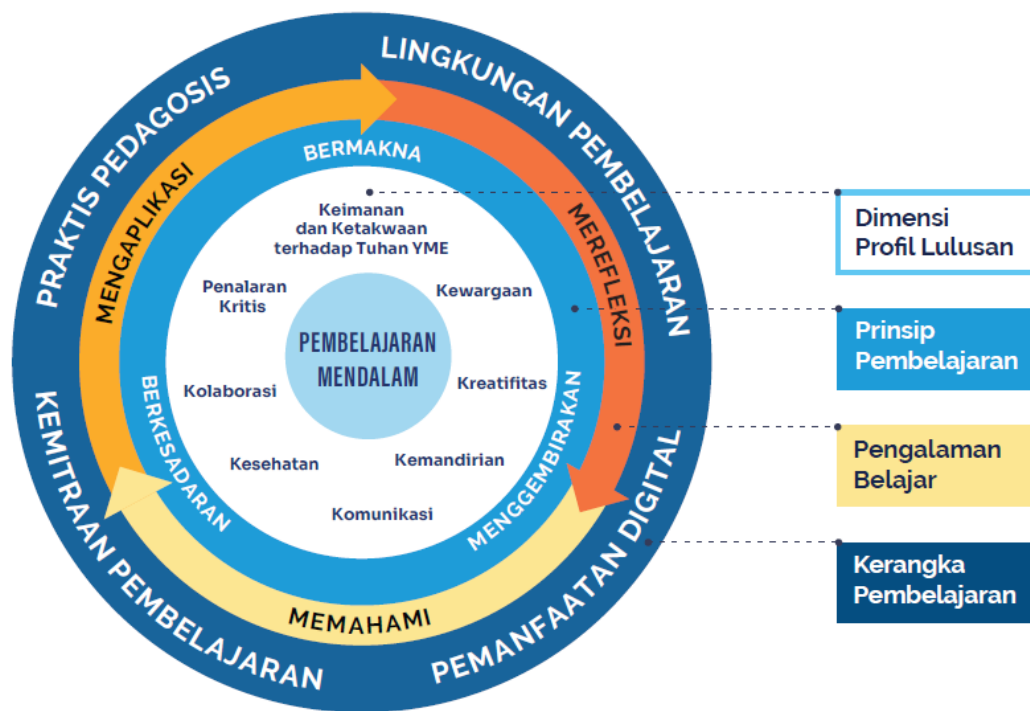 PRAKTIS PEDAGOSIS
LINGKUNGAN PEMBELAJARAN
KEMITRAAN PEMBELAJARAN
PEMANFAATAN DIGITAL
MENGAPLIKASI
MEREFLEKSI
MEMAHAMI
BERMAKNA
BERKESADARAN
MENGGEMBIRAKAN
Keimanan
dan Ketakwaan
terhadap Tuhan YME
Penalaran
Kritis
Kewargaan
Kolaborasi
Kreatifitas
Kesehatan
Kemandirian
Komunikasi
PEMBELAJARAN
MENDALAM
Dimensi
Profil Lulusan
Prinsip
Pembelajaran
Pengalaman
Belajar
Kerangka
Pembelajaran